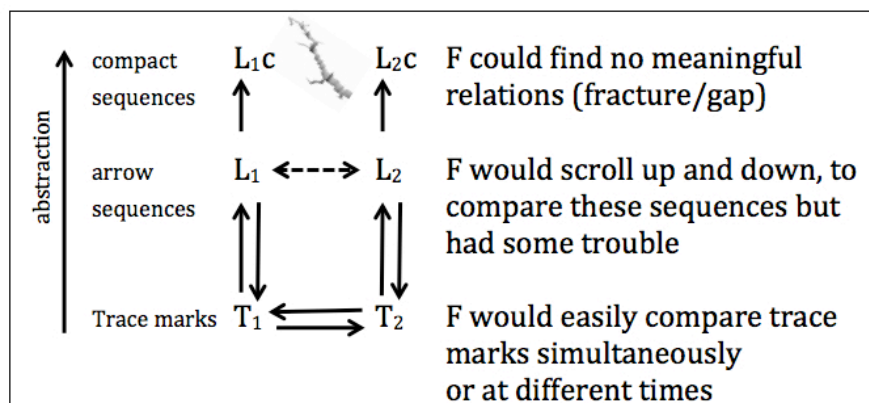 compact
sequences
L₁c
L₂c
F could find no meaningful
relations (fracture/gap)
abstraction
arrow
sequences
L₁
L₂
F would scroll up and down, to
compare these sequences but
had some trouble
Trace marks
T₁
T₂
F would easily compare trace
marks simultaneously
or at different times